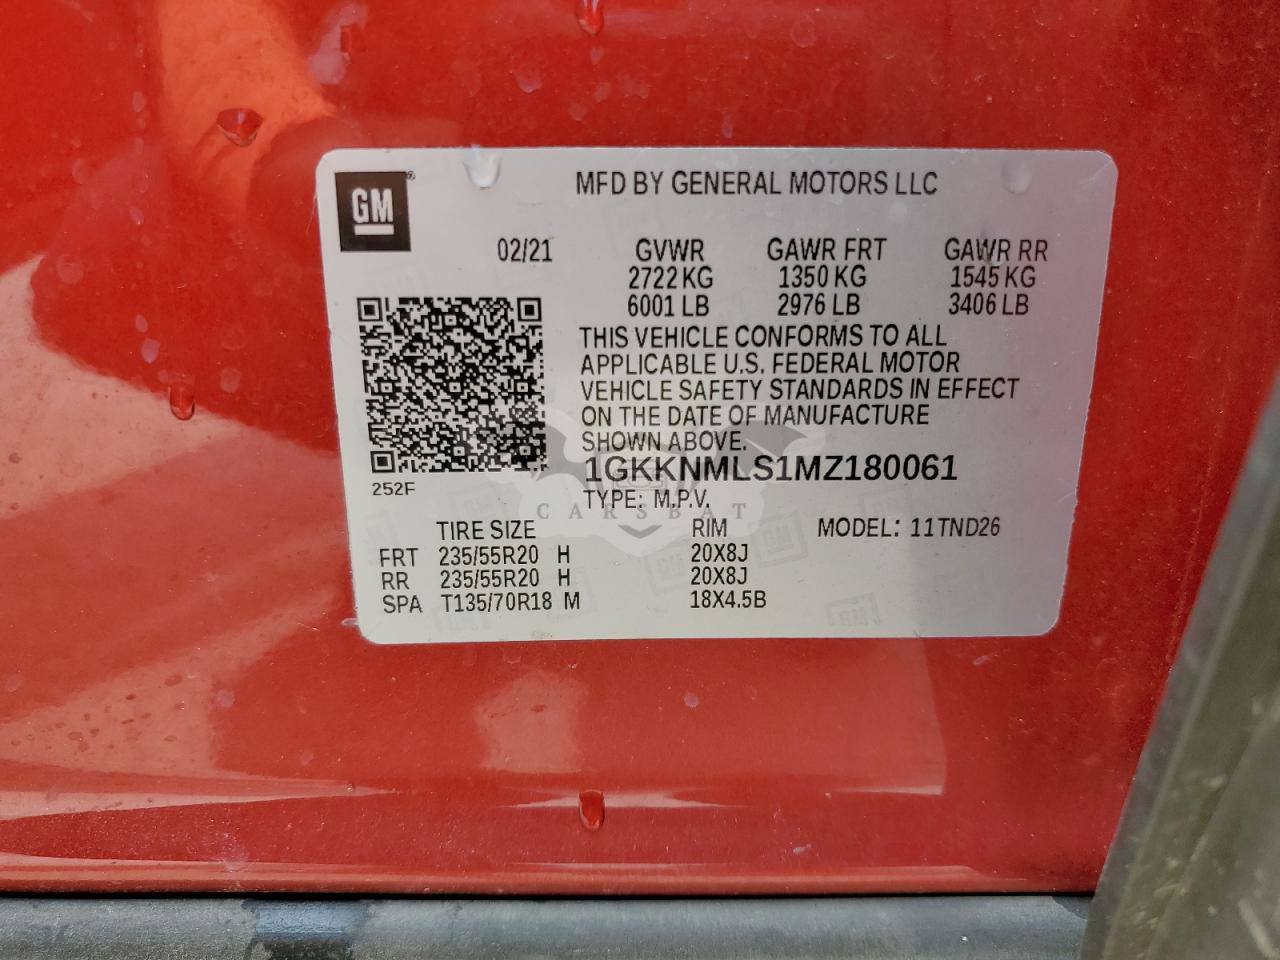 GM
MFD BY GENERAL MOTORS LLC
02/21 GVWR GAWR FRT GAWR RR
2722 KG 1350 KG 1545 KG
6001 LB 2976 LB 3406 LB
THIS VEHICLE CONFORMS TO ALL
APPLICABLE U.S. FEDERAL MOTOR
VEHICLE SAFETY STANDARDS IN EFFECT
ON THE DATE OF MANUFACTURE
SHOWN ABOVE.
1GKKNMLS1MZ180061
252F
TYPE: M.P.V.
CARSBAT
TIRE SIZE RIM MODEL: 11TND26
FRT 235/55R20 H 20X8J
RR 235/55R20 H 20X8J
SPA T135/70R18 M 18X4.5B